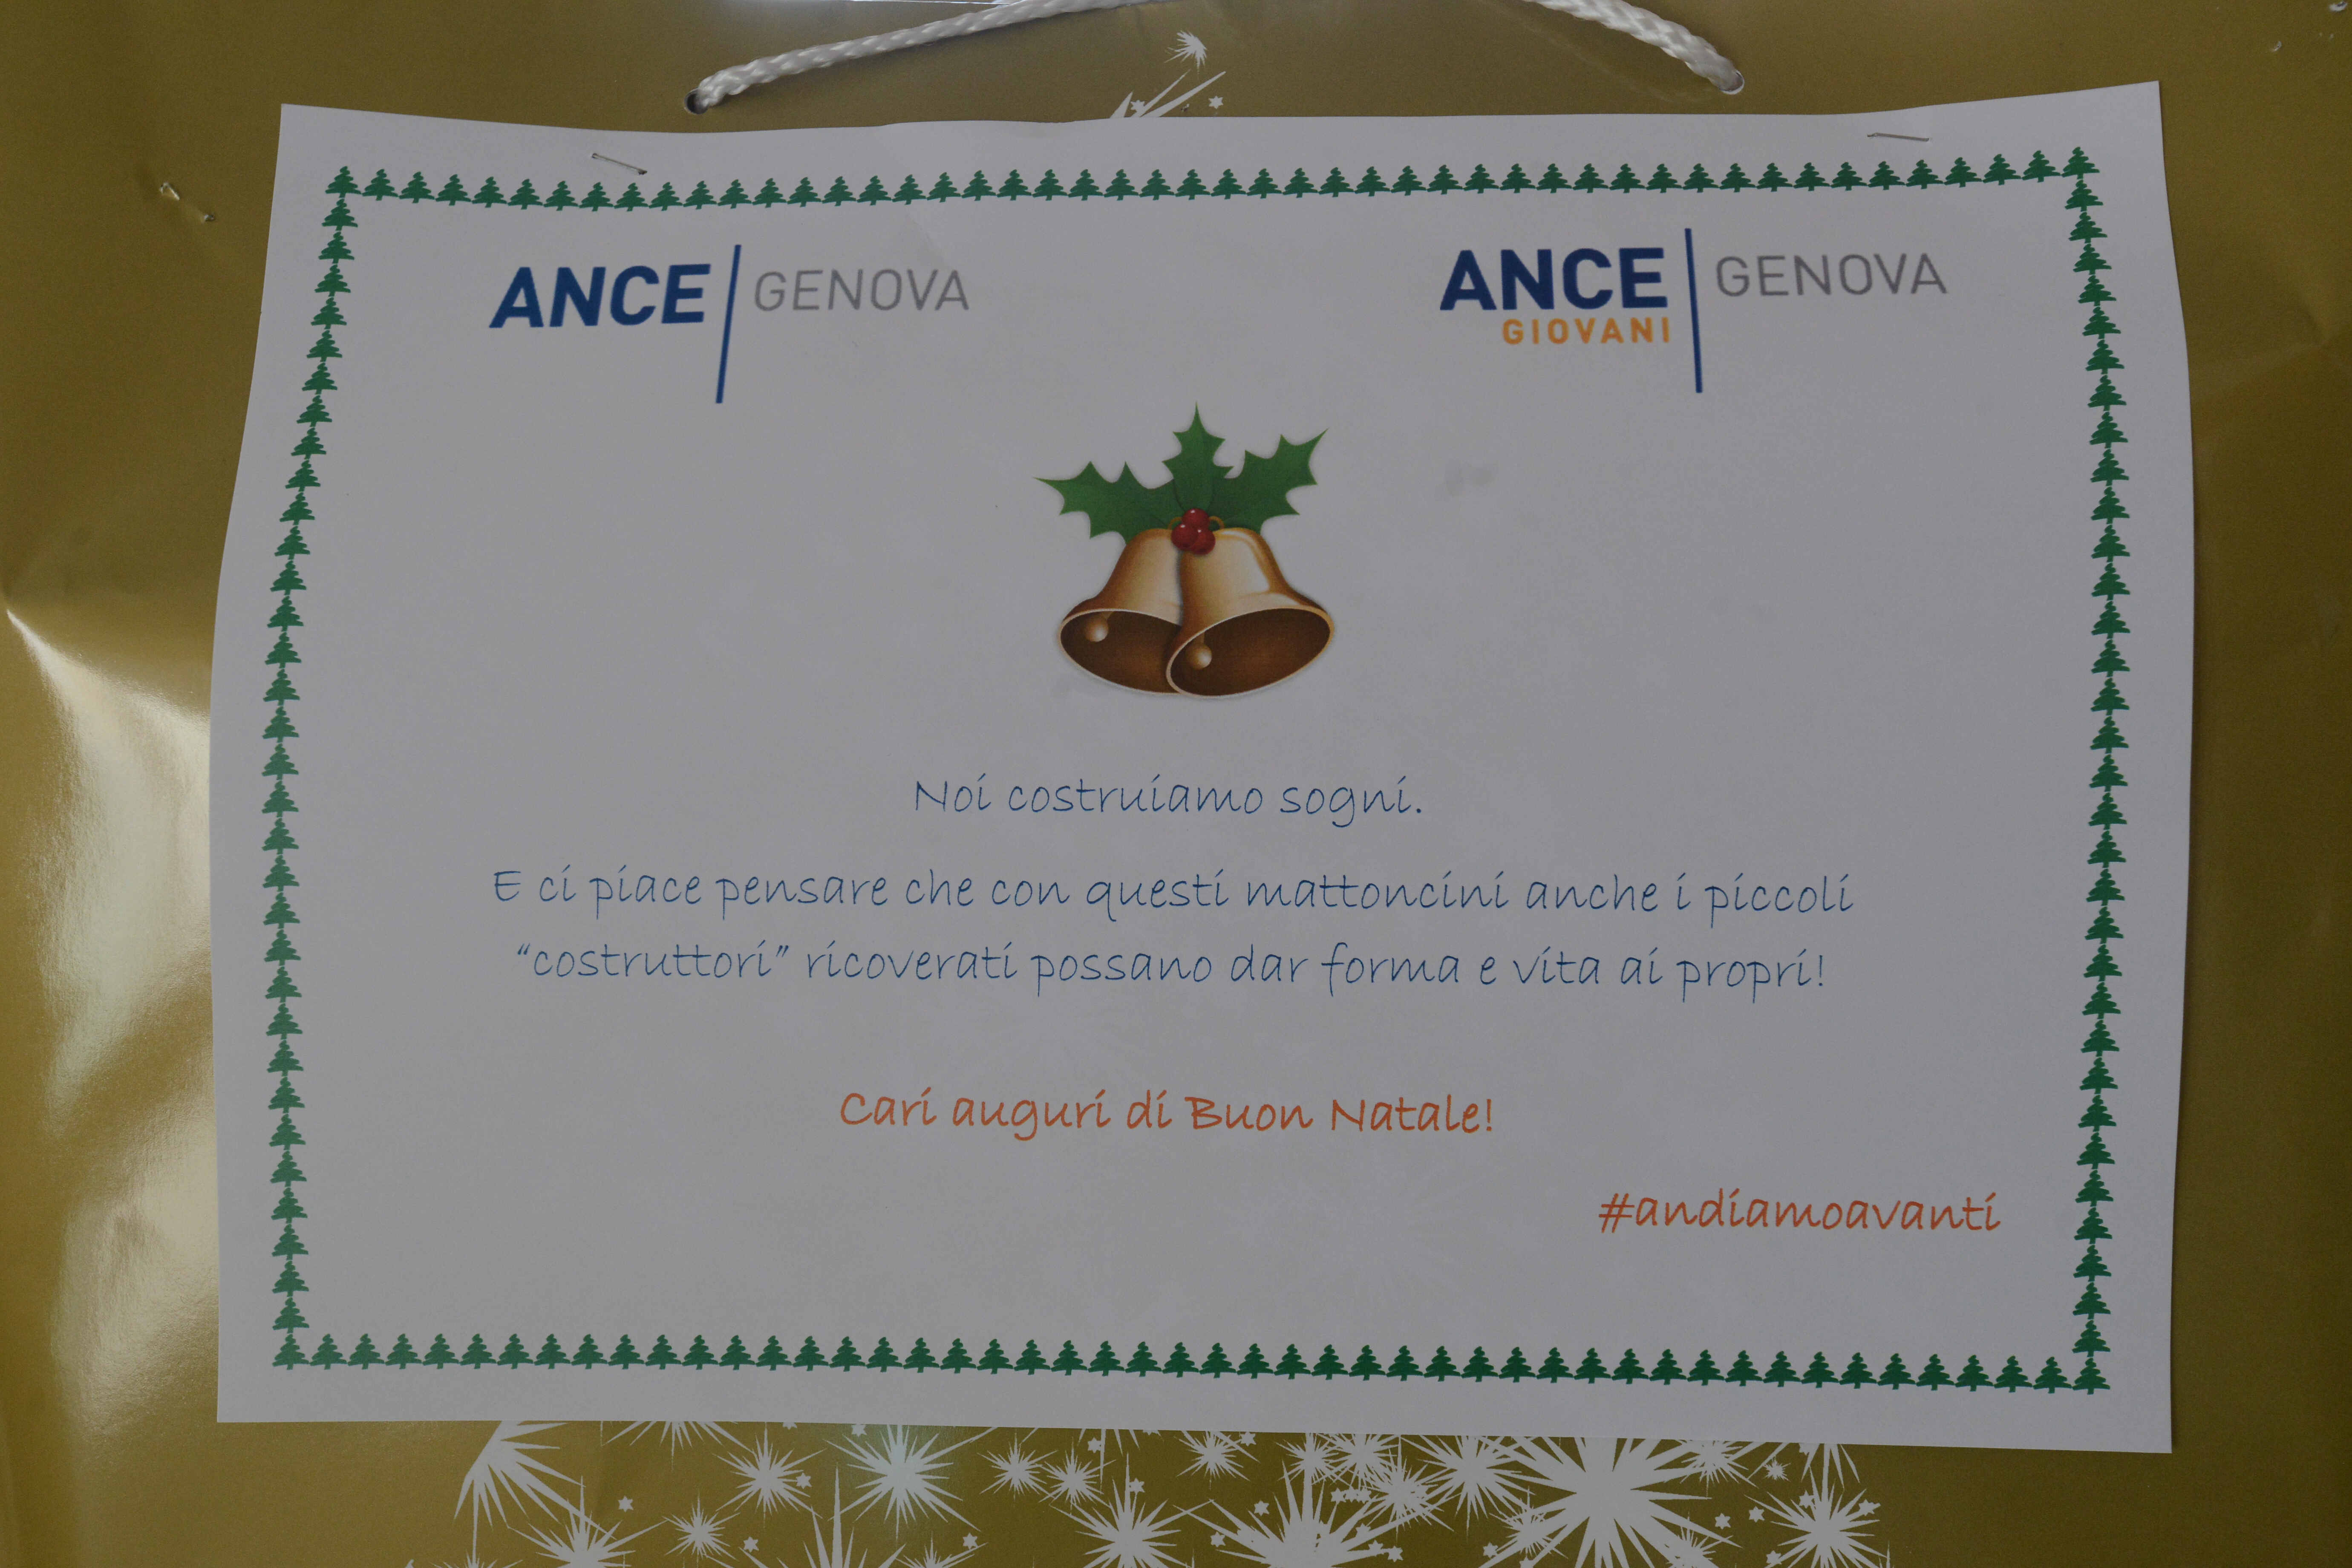 ANCE | GENOVA
ANCE GIOVANI | GENOVA
Noi costruiamo sogni.
E ci piace pensare che con questi mattoncini anche i piccoli
“costruttori” ricoverati possano dar forma e vita ai propri!
Cari auguri di Buon Natale!
#andiamoavanti